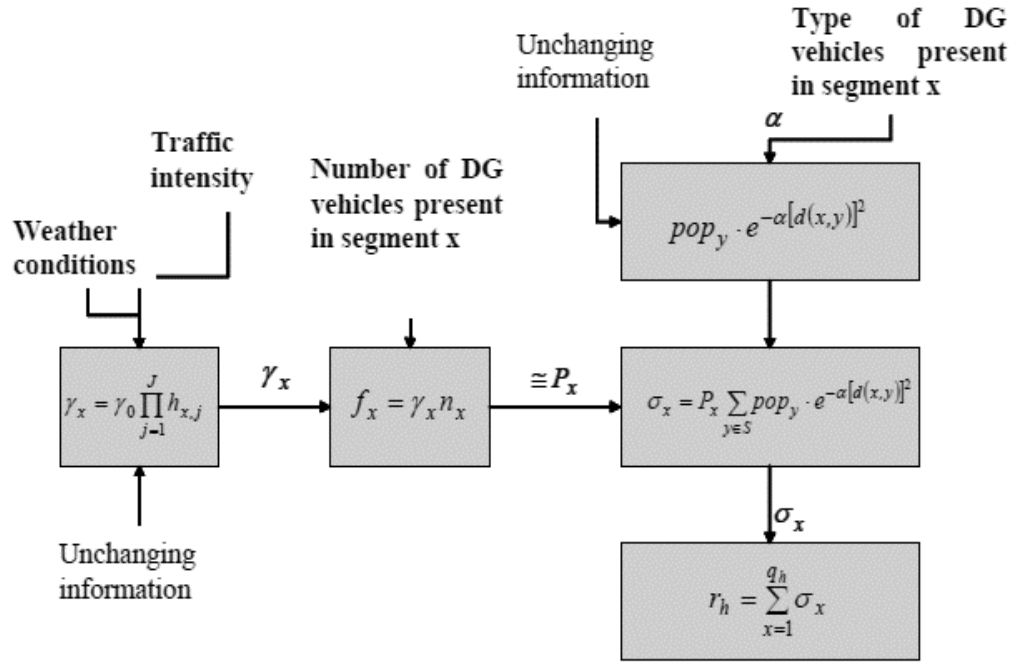 Unchanging
information
Type of DG
vehicles present
in segment x
α
Traffic
intensity
Number of DG
vehicles present
in segment x
Weather
conditions
pop_y · e^{-α[d(x,y)]^2}
γ_x = γ_0 ∏_{j=1}^{J} h_{x,j}
γ_x
f_x = γ_x n_x
≅P_x
σ_x = P_x ∑_{y∈S} pop_y · e^{-α[d(x,y)]^2}
σ_x
Unchanging
information
r_h = ∑_{x=1}^{q_h} σ_x